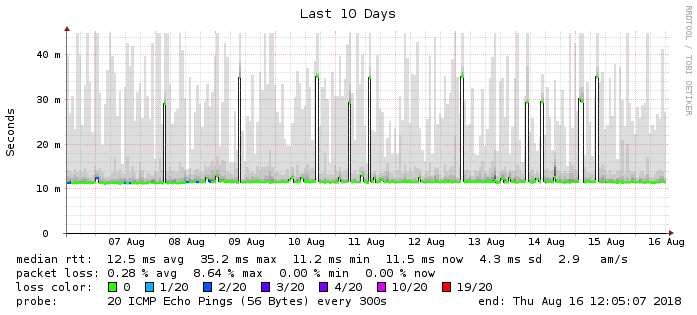 Last 10 Days
RRDTOOL / TOBI OETIKER
Seconds
40 m
30 m
20 m
10 m
0
07 Aug 08 Aug 09 Aug 10 Aug 11 Aug 12 Aug 13 Aug 14 Aug 15 Aug 16 Aug
median rtt: 12.5 ms avg 35.2 ms max 11.2 ms min 11.5 ms now 4.3 ms sd 2.9 am/s
packet loss: 0.28 % avg 8.64 % max 0.00 % min 0.00 % now
loss color: 0 1/20 2/20 3/20 4/20 10/20 19/20
probe: 20 ICMP Echo Pings (56 Bytes) every 300s end: Thu Aug 16 12:05:07 2018